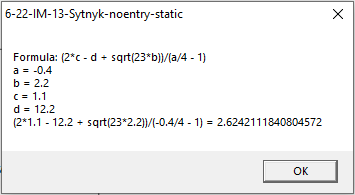 6-22-IM-13-Sytnyk-noentry-static
Formula: (2*c - d + sqrt(23*b))/(a/4 - 1)
a = -0.4
b = 2.2
c = 1.1
d = 12.2
(2*1.1 - 12.2 + sqrt(23*2.2))/(-0.4/4 - 1) = 2.6242111840804572
OK